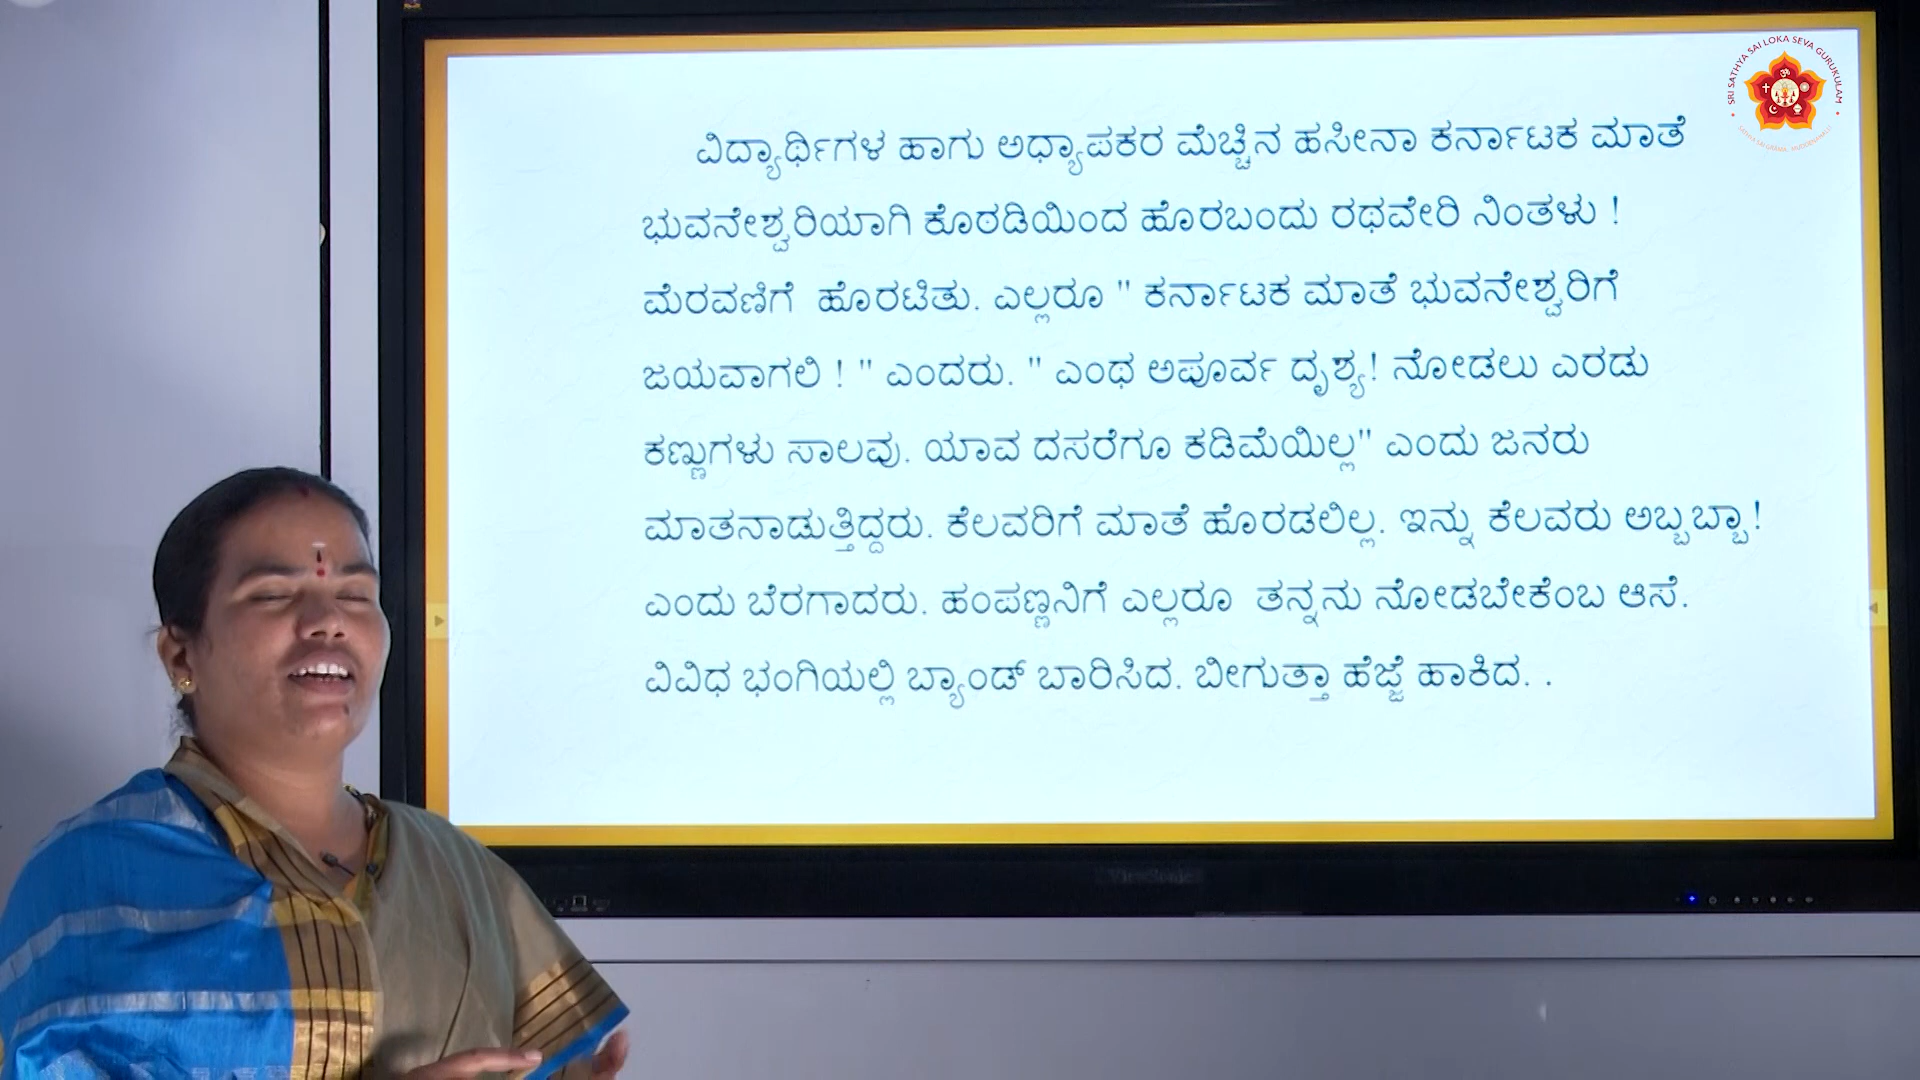 SRI SATHYA SAI LOKA SEVA GURUKULAM
ವಿದ್ಯಾರ್ಥಿಗಳ ಹಾಗು ಅಧ್ಯಾಪಕರ ಮೆಚ್ಚಿನ ಹಸೀನಾ ಕರ್ನಾಟಕ ಮಾತೆ
ಭುವನೇಶ್ವರಿಯಾಗಿ ಕೊಠಡಿಯಿಂದ ಹೊರಬಂದು ರಥವೇರಿ ನಿಂತಳು !
ಮೆರವಣಿಗೆ ಹೊರಟಿತು. ಎಲ್ಲರೂ " ಕರ್ನಾಟಕ ಮಾತೆ ಭುವನೇಶ್ವರಿಗೆ
ಜಯವಾಗಲಿ ! " ಎಂದರು. " ಎಂಥ ಅಪೂರ್ವ ದೃಶ್ಯ! ನೋಡಲು ಎರಡು
ಕಣ್ಣುಗಳು ಸಾಲವು. ಯಾವ ದಸರೆಗೂ ಕಡಿಮೆಯಿಲ್ಲ" ಎಂದು ಜನರು
ಮಾತನಾಡುತ್ತಿದ್ದರು. ಕೆಲವರಿಗೆ ಮಾತೆ ಹೊರಡಲಿಲ್ಲ. ಇನ್ನು ಕೆಲವರು ಅಬ್ಬಬ್ಬಾ!
ಎಂದು ಬೆರಗಾದರು. ಹಂಪಣ್ಣನಿಗೆ ಎಲ್ಲರೂ ತನ್ನನು ನೋಡಬೇಕೆಂಬ ಆಸೆ.
ವಿವಿಧ ಭಂಗಿಯಲ್ಲಿ ಬ್ಯಾಂಡ್ ಬಾರಿಸಿದ. ಬೀಗುತ್ತಾ ಹೆಜ್ಜೆ ಹಾಕಿದ. .
ViewSonic